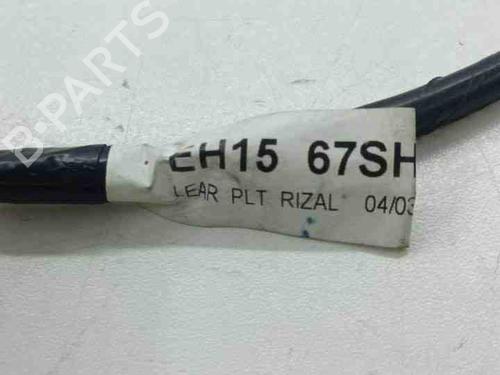 B-PARTS
EH15 67SH
LEAR PLT RIZAL 04/03